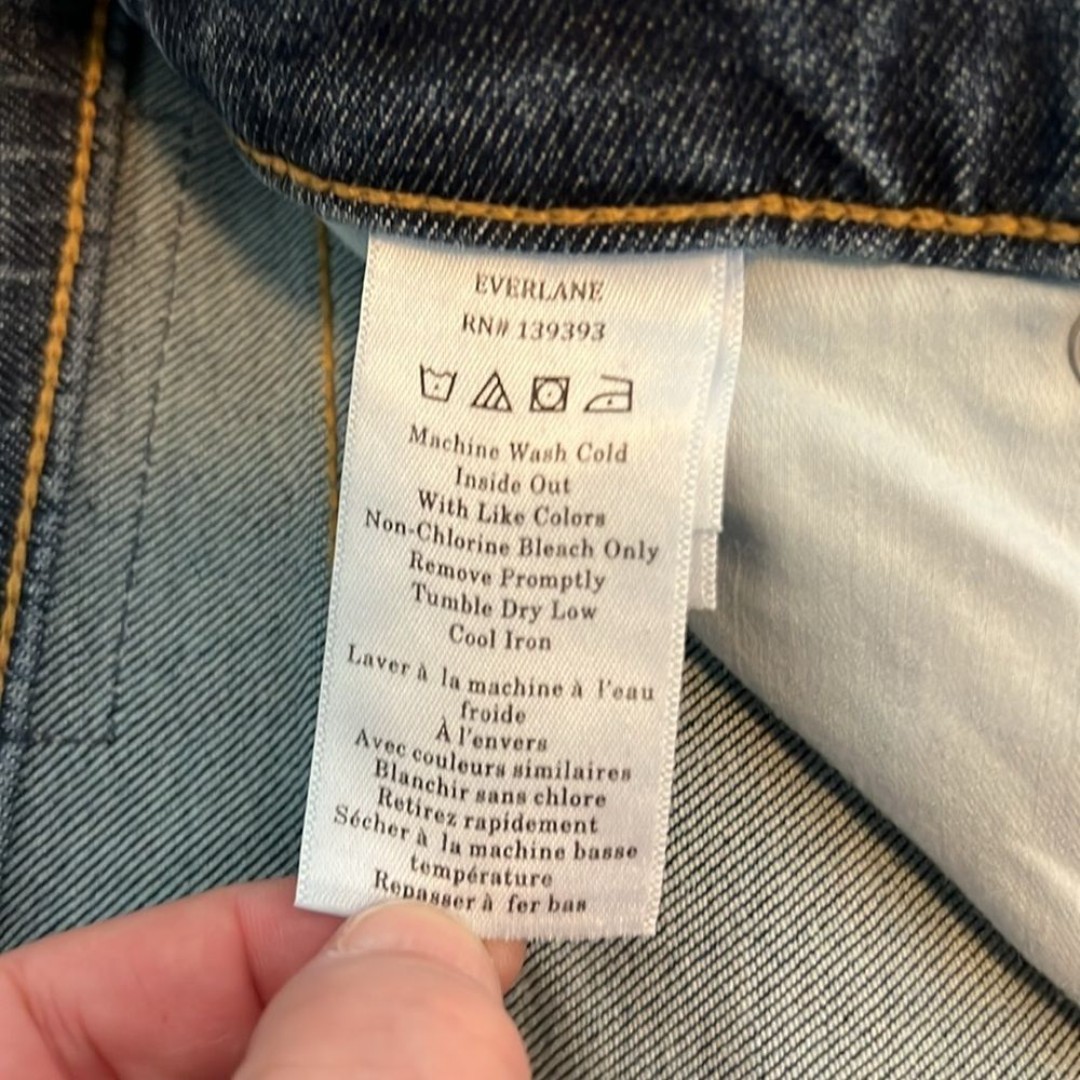 EVERLANE
RN# 139393
Machine Wash Cold
Inside Out
With Like Colors
Non-Chlorine Bleach Only
Remove Promptly
Tumble Dry Low
Cool Iron
Laver à la machine à l'eau
froide
À l'envers
Avec couleurs similaires
Blanchir sans chlore
Retirez rapidement
Sécher à la machine basse
température
Repasser à fer bas